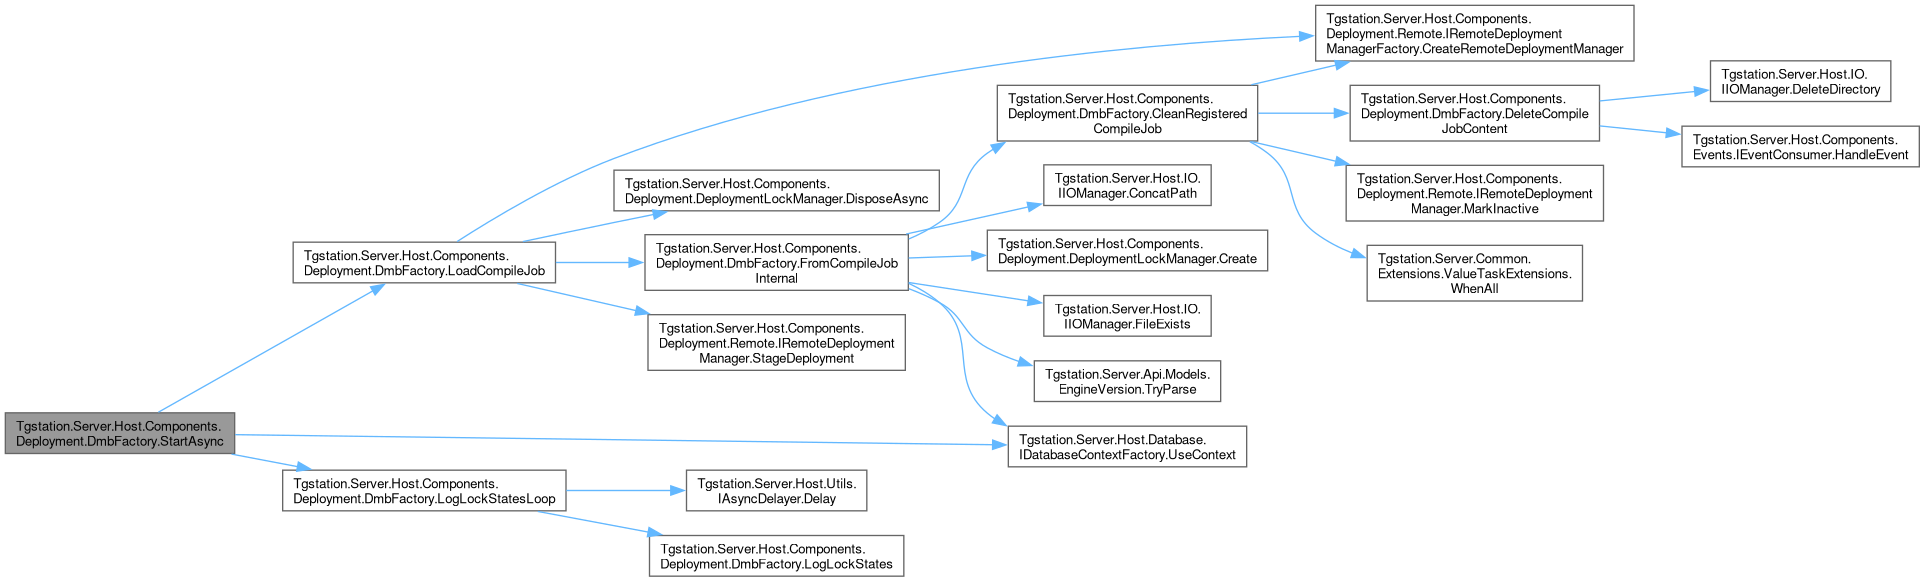 Tgstation.Server.Host.Components.
Deployment.DmbFactory.StartAsync
Tgstation.Server.Host.Components.
Deployment.DmbFactory.LoadCompileJob
Tgstation.Server.Host.Components.
Deployment.Remote.IRemoteDeployment
ManagerFactory.CreateRemoteDeploymentManager
Tgstation.Server.Host.Components.
Deployment.DeploymentLockManager.DisposeAsync
Tgstation.Server.Host.Components.
Deployment.DmbFactory.FromCompileJob
Internal
Tgstation.Server.Host.Components.
Deployment.Remote.IRemoteDeployment
Manager.StageDeployment
Tgstation.Server.Host.Components.
Deployment.DmbFactory.CleanRegistered
CompileJob
Tgstation.Server.Host.IO.
IIOManager.ConcatPath
Tgstation.Server.Host.Components.
Deployment.DeploymentLockManager.Create
Tgstation.Server.Host.IO.
IIOManager.FileExists
Tgstation.Server.Api.Models.
EngineVersion.TryParse
Tgstation.Server.Host.Database.
IDatabaseContextFactory.UseContext
Tgstation.Server.Host.Components.
Deployment.DmbFactory.DeleteCompile
JobContent
Tgstation.Server.Host.IO.
IIOManager.DeleteDirectory
Tgstation.Server.Host.Components.
Events.IEventConsumer.HandleEvent
Tgstation.Server.Host.Components.
Deployment.Remote.IRemoteDeployment
Manager.MarkInactive
Tgstation.Server.Common.
Extensions.ValueTaskExtensions.
WhenAll
Tgstation.Server.Host.Components.
Deployment.DmbFactory.LogLockStatesLoop
Tgstation.Server.Host.Utils.
IAsyncDelayer.Delay
Tgstation.Server.Host.Components.
Deployment.DmbFactory.LogLockStates